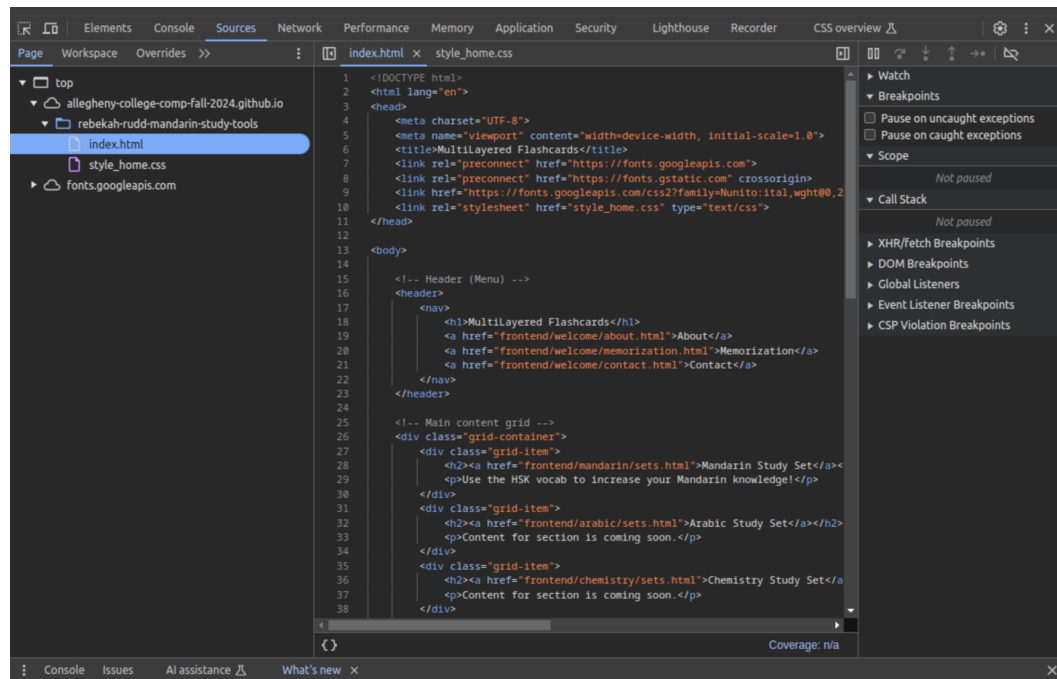 Elements Console Sources Network Performance Memory Application Security Lighthouse Recorder CSS overview
Page Workspace Overrides
top
allegheny-college-comp-fall-2024.github.io
rebekah-rudd-mandarin-study-tools
index.html
style_home.css
fonts.googleapis.com
index.html × style_home.css
1 <!DOCTYPE html>
2 <html lang="en">
3 <head>
4 <meta charset="UTF-8">
5 <meta name="viewport" content="width=device-width, initial-scale=1.0">
6 <title>MultiLayered Flashcards</title>
7 <link rel="preconnect" href="https://fonts.googleapis.com">
8 <link rel="preconnect" href="https://fonts.gstatic.com" crossorigin>
9 <link href="https://fonts.googleapis.com/css2?family=Nunito:ital,wght@0,2
10 <link rel="stylesheet" href="style_home.css" type="text/css">
11 </head>
12
13 <body>
14
15 <!-- Header (Menu) -->
16 <header>
17 <nav>
18 <h1>MultiLayered Flashcards</h1>
19 <a href="frontend/welcome/about.html">About</a>
20 <a href="frontend/welcome/memorization.html">Memorization</a>
21 <a href="frontend/welcome/contact.html">Contact</a>
22 </nav>
23 </header>
24
25 <!-- Main content grid -->
26 <div class="grid-container">
27 <div class="grid-item">
28 <h2><a href="frontend/mandarin/sets.html">Mandarin Study Set</a><
29 <p>Use the HSK vocab to increase your Mandarin knowledge!</p>
30 </div>
31 <div class="grid-item">
32 <h2><a href="frontend/arabic/sets.html">Arabic Study Set</a></h2>
33 <p>Content for section is coming soon.</p>
34 </div>
35 <div class="grid-item">
36 <h2><a href="frontend/chemistry/sets.html">Chemistry Study Set</a
37 <p>Content for section is coming soon.</p>
38 </div>
{} Coverage: n/a
Watch
Breakpoints
Pause on uncaught exceptions
Pause on caught exceptions
Scope
Not paused
Call Stack
Not paused
XHR/fetch Breakpoints
DOM Breakpoints
Global Listeners
Event Listener Breakpoints
CSP Violation Breakpoints
Console Issues AI assistance What's new ×